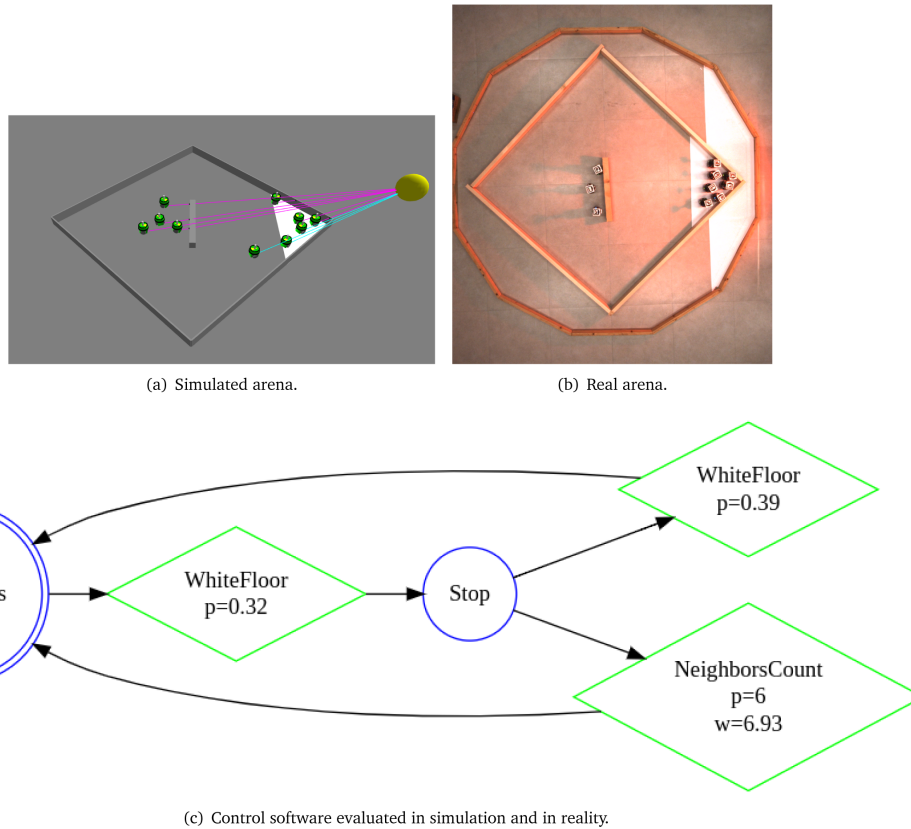 (a) Simulated arena.
(b) Real arena.
WhiteFloor
p=0.39
s
WhiteFloor
p=0.32
Stop
NeighborsCount
p=6
w=6.93
(c) Control software evaluated in simulation and in reality.